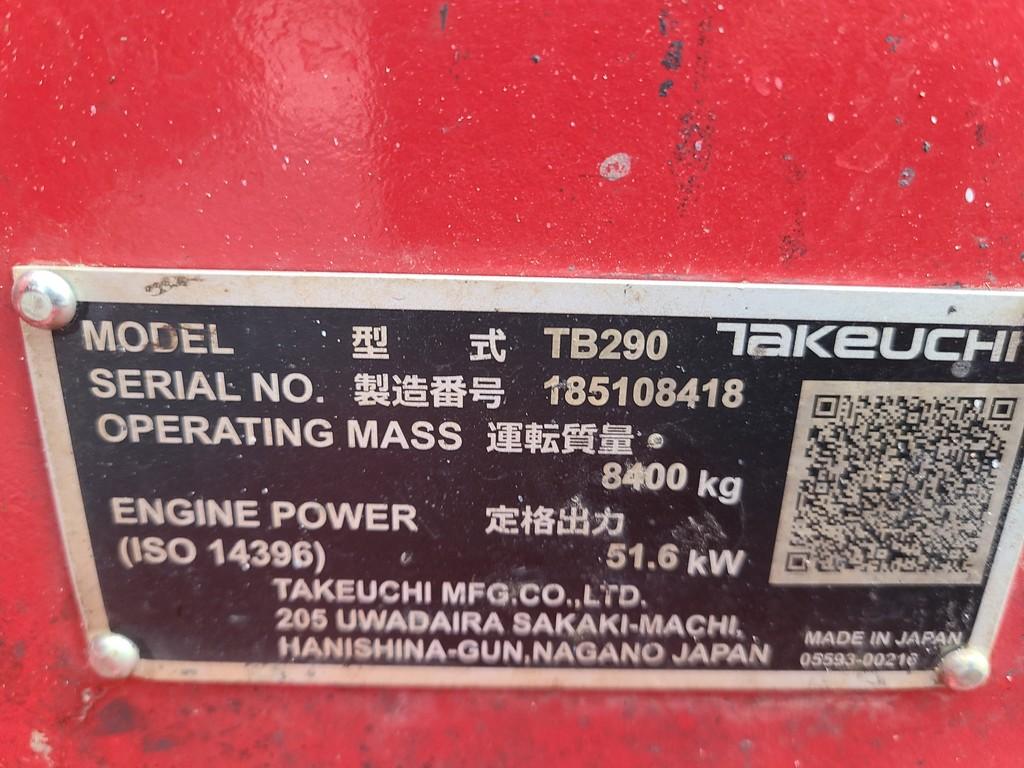 MODEL 型 式 TB290 TAKEUCHI
SERIAL NO. 製造番号 185108418
OPERATING MASS 運転質量
8400 kg
ENGINE POWER 定格出力
(ISO 14396) 51.6 kW
TAKEUCHI MFG.CO.,LTD.
205 UWADAIRA SAKAKI-MACHI,
HANISHINA-GUN,NAGANO JAPAN
MADE IN JAPAN
05593-00216